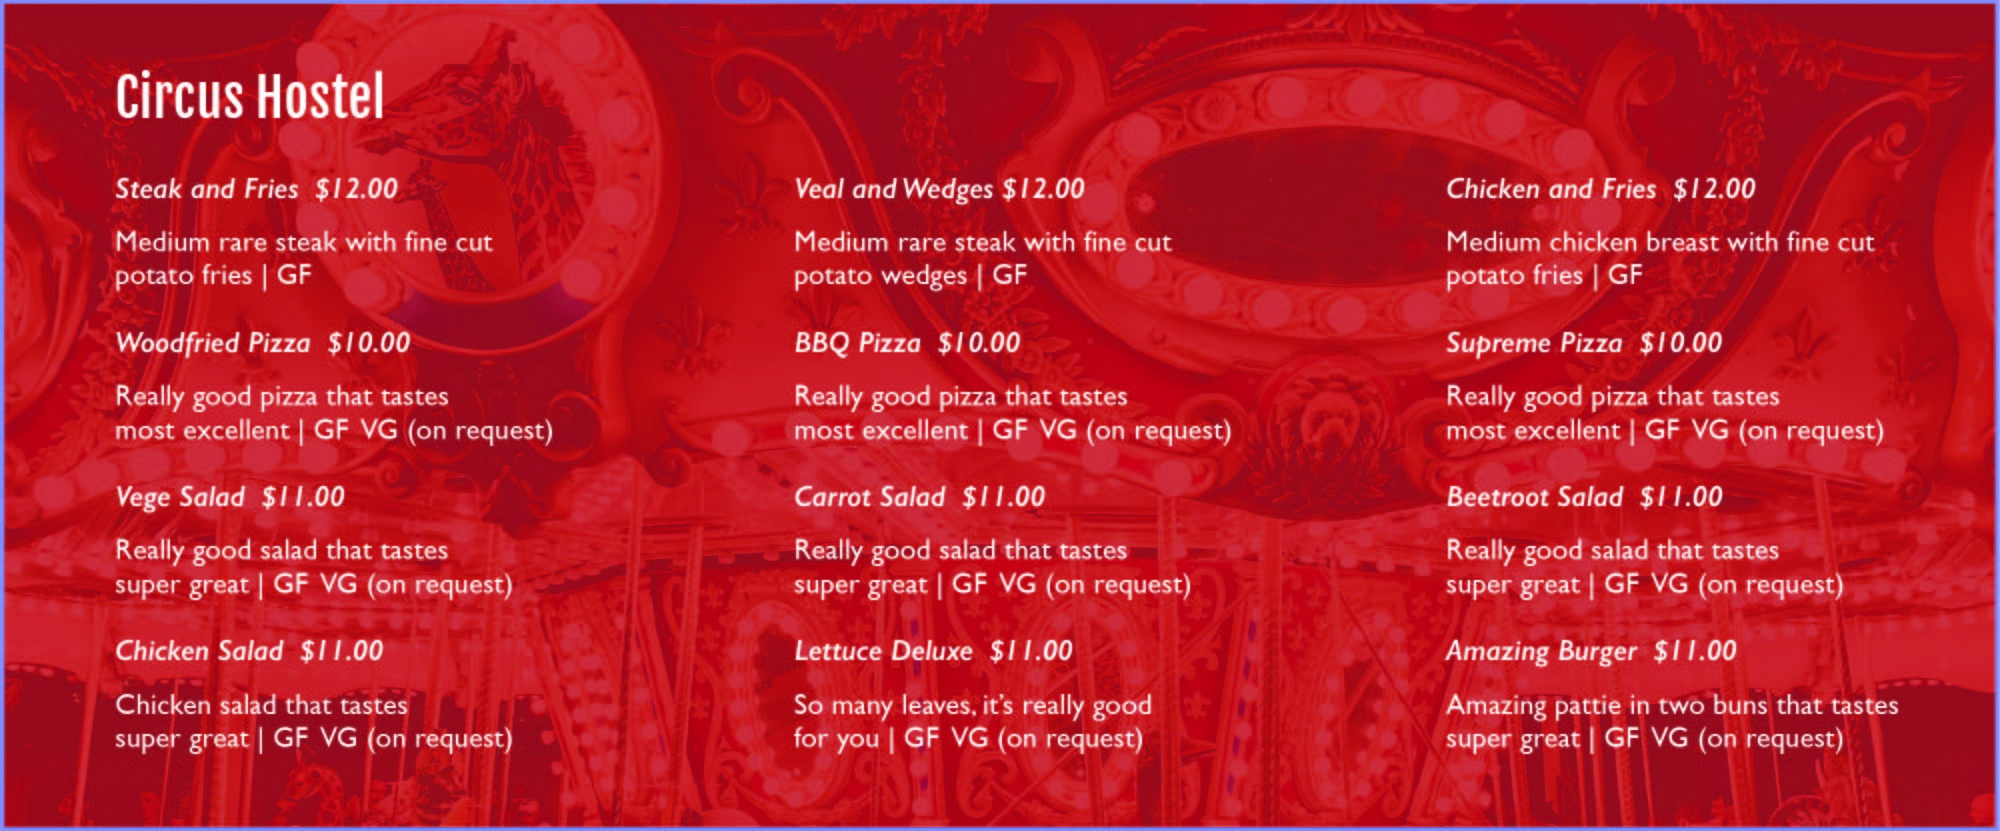 Circus Hostel
Steak and Fries $12.00
Medium rare steak with fine cut
potato fries | GF
Woodfried Pizza $10.00
Really good pizza that tastes
most excellent | GF VG (on request)
Vege Salad $11.00
Really good salad that tastes
super great | GF VG (on request)
Chicken Salad $11.00
Chicken salad that tastes
super great | GF VG (on request)
Veal and Wedges $12.00
Medium rare steak with fine cut
potato wedges | GF
BBQ Pizza $10.00
Really good pizza that tastes
most excellent | GF VG (on request)
Carrot Salad $11.00
Really good salad that tastes
super great | GF VG (on request)
Lettuce Deluxe $11.00
So many leaves, it’s really good
for you | GF VG (on request)
Chicken and Fries $12.00
Medium chicken breast with fine cut
potato fries | GF
Supreme Pizza $10.00
Really good pizza that tastes
most excellent | GF VG (on request)
Beetroot Salad $11.00
Really good salad that tastes
super great | GF VG (on request)
Amazing Burger $11.00
Amazing pattie in two buns that tastes
super great | GF VG (on request)